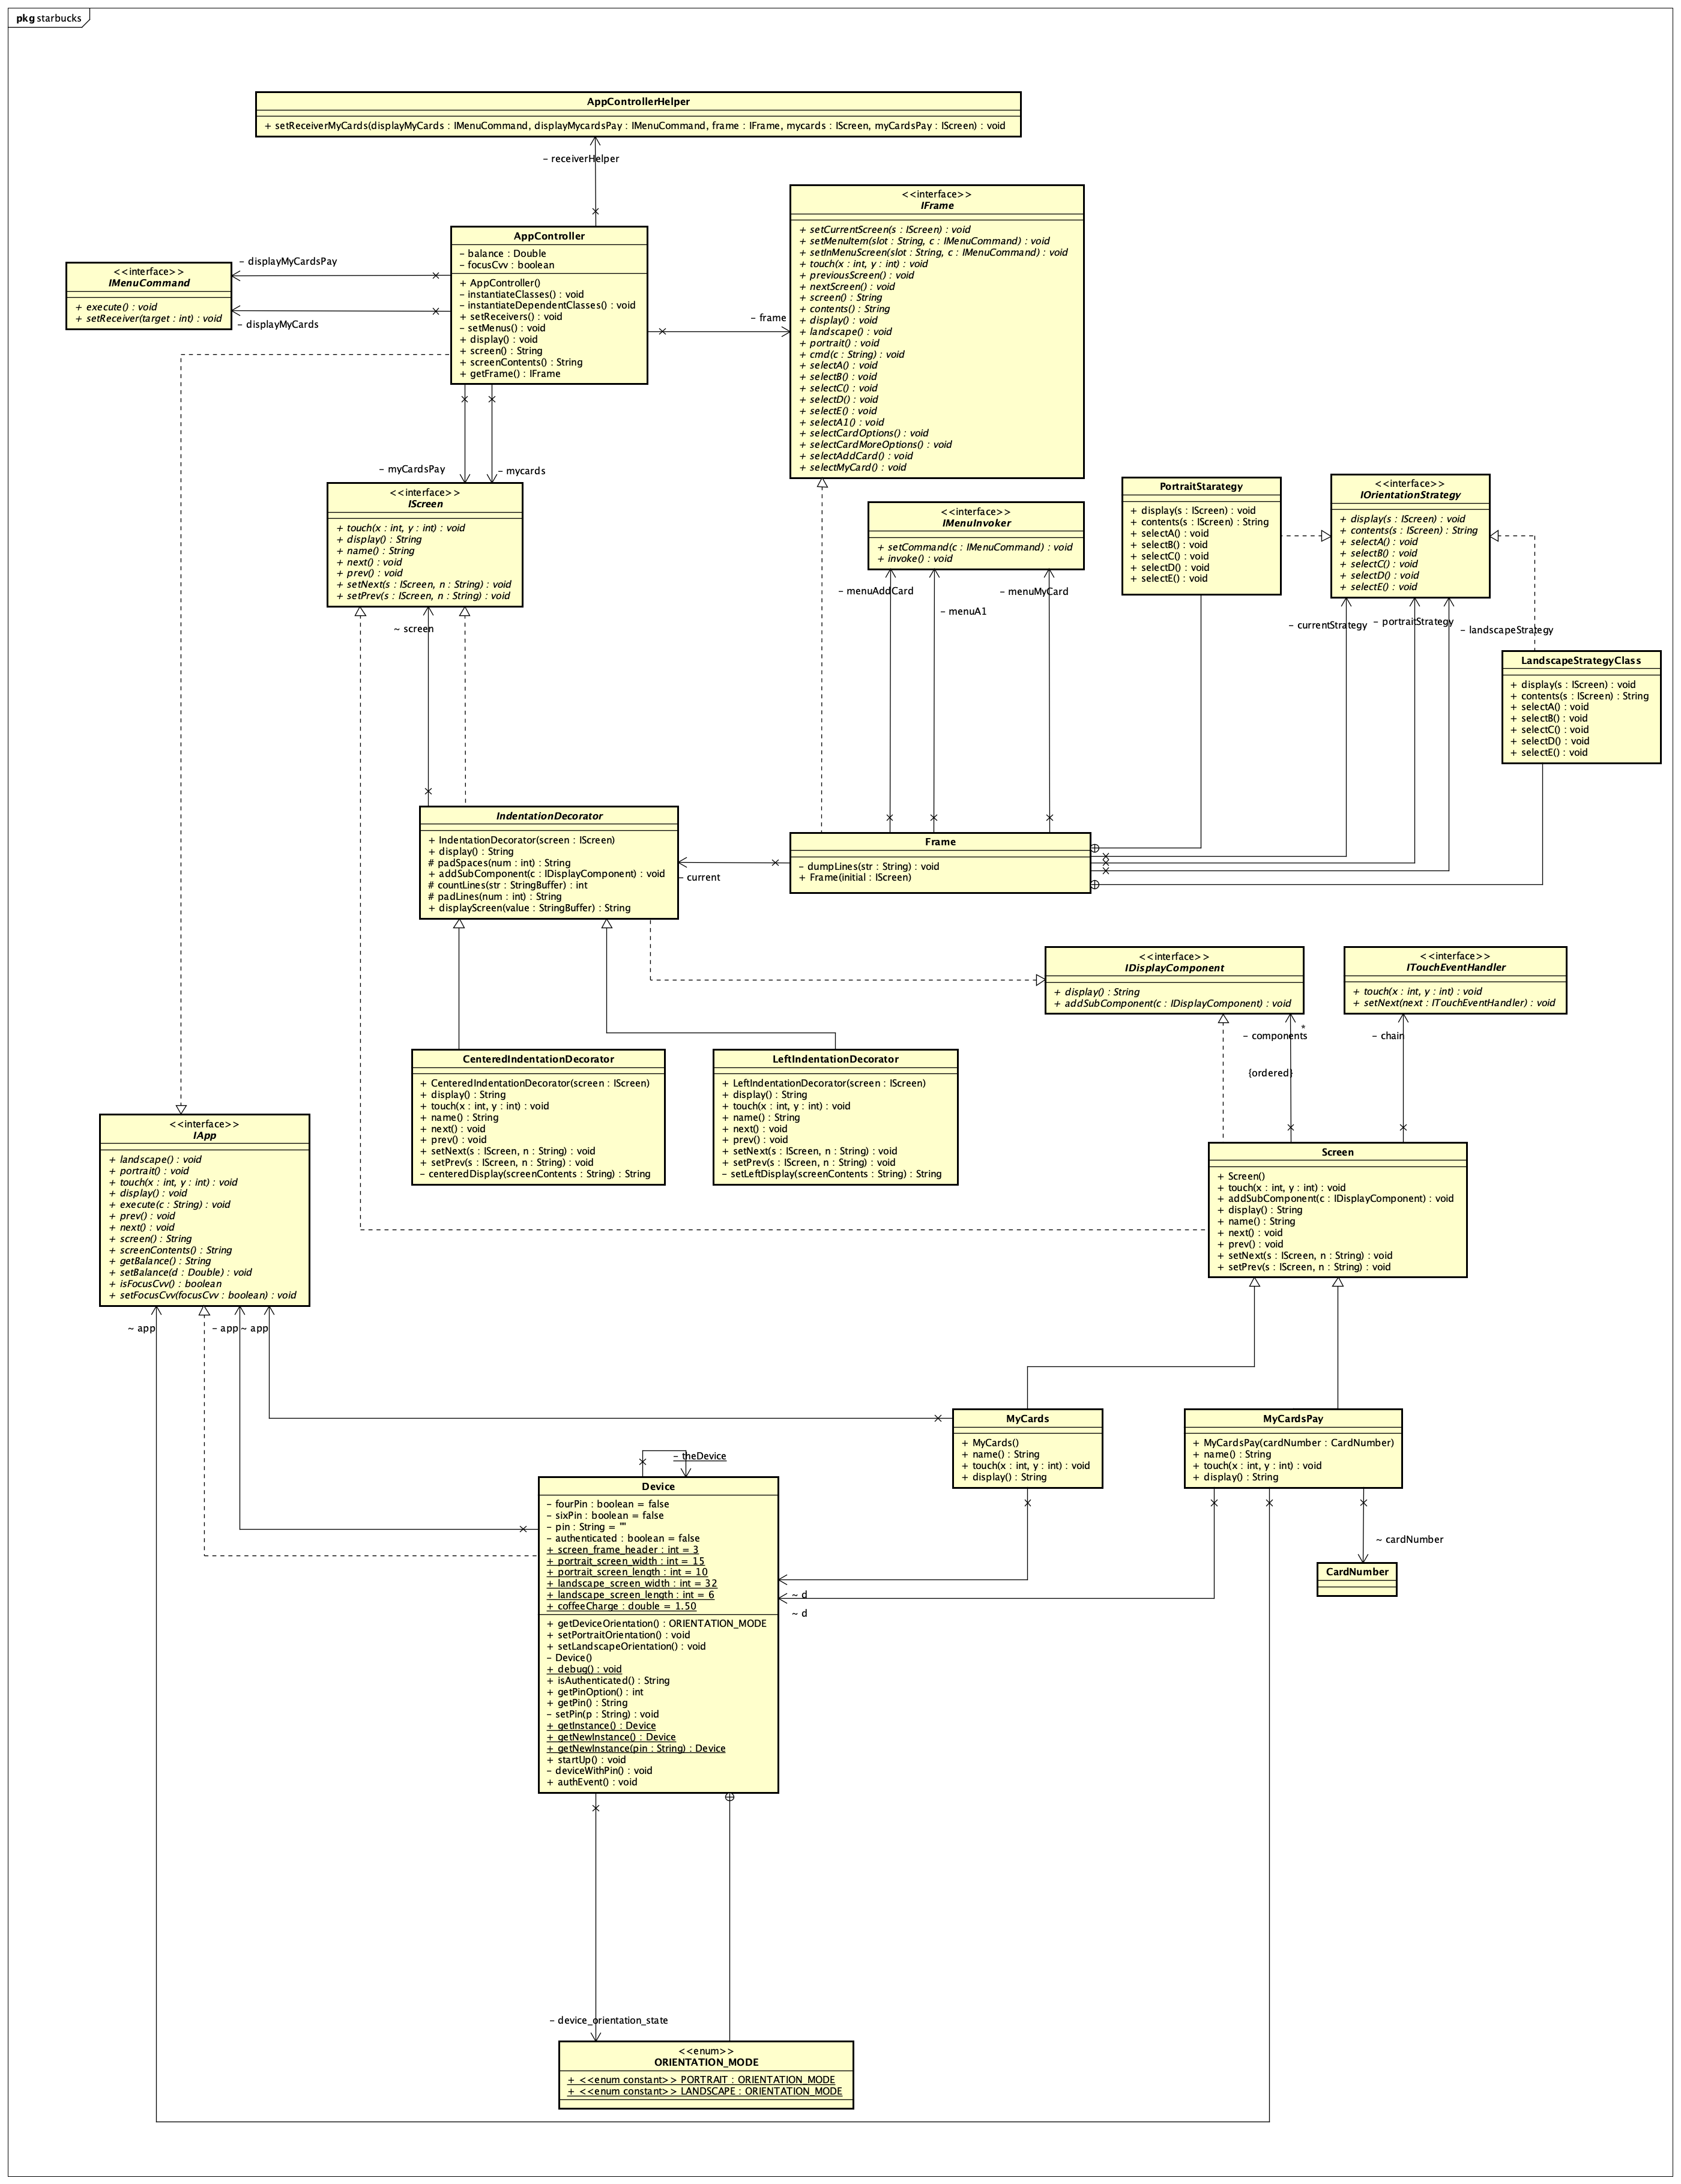 pkg starbucks
AppControllerHelper
+ setReceiverMyCards(displayMyCards : IMenuCommand, displayMycardsPay : IMenuCommand, frame : IFrame, mycards : IScreen, myCardsPay : IScreen) : void
– receiverHelper
<<interface>>
IFrame
+ setCurrentScreen(s : IScreen) : void
+ setMenuItem(slot : String, c : IMenuCommand) : void
+ setInMenuScreen(slot : String, c : IMenuCommand) : void
+ touch(x : int, y : int) : void
+ previousScreen() : void
+ nextScreen() : void
+ screen() : String
+ contents() : String
+ display() : void
+ landscape() : void
+ portrait() : void
+ cmd(c : String) : void
+ selectA() : void
+ selectB() : void
+ selectC() : void
+ selectD() : void
+ selectE() : void
+ selectA1() : void
+ selectCardOptions() : void
+ selectCardMoreOptions() : void
+ selectAddCard() : void
+ selectMyCard() : void
AppController
– balance : Double
– focusCvv : boolean
+ AppController()
– instantiateClasses() : void
– instantiateDependentClasses() : void
+ setReceivers() : void
– setMenus() : void
+ display() : void
+ screen() : String
+ screenContents() : String
+ getFrame() : IFrame
– displayMyCardsPay
– displayMyCards
– frame
<<interface>>
IMenuCommand
+ execute() : void
+ setReceiver(target : int) : void
– myCardsPay
– mycards
<<interface>>
IScreen
+ touch(x : int, y : int) : void
+ display() : String
+ name() : String
+ next() : void
+ prev() : void
+ setNext(s : IScreen, n : String) : void
+ setPrev(s : IScreen, n : String) : void
~ screen
<<interface>>
IMenuInvoker
+ setCommand(c : IMenuCommand) : void
+ invoke() : void
– menuAddCard
– menuA1
– menuMyCard
PortraitStarategy
+ display(s : IScreen) : void
+ contents(s : IScreen) : String
+ selectA() : void
+ selectB() : void
+ selectC() : void
+ selectD() : void
+ selectE() : void
<<interface>>
IOrientationStrategy
+ display(s : IScreen) : void
+ contents(s : IScreen) : String
+ selectA() : void
+ selectB() : void
+ selectC() : void
+ selectD() : void
+ selectE() : void
– currentStrategy
– portraitStrategy
– landscapeStrategy
LandscapeStrategyClass
+ display(s : IScreen) : void
+ contents(s : IScreen) : String
+ selectA() : void
+ selectB() : void
+ selectC() : void
+ selectD() : void
+ selectE() : void
IndentationDecorator
+ IndentationDecorator(screen : IScreen)
+ display() : String
# padSpaces(num : int) : String
+ addSubComponent(c : IDisplayComponent) : void
# countLines(str : StringBuffer) : int
# padLines(num : int) : String
+ displayScreen(value : StringBuffer) : String
– current
Frame
– dumpLines(str : String) : void
+ Frame(initial : IScreen)
<<interface>>
IDisplayComponent
+ display() : String
+ addSubComponent(c : IDisplayComponent) : void
– components
*
{ordered}
<<interface>>
ITouchEventHandler
+ touch(x : int, y : int) : void
+ setNext(next : ITouchEventHandler) : void
– chain
CenteredIndentationDecorator
+ CenteredIndentationDecorator(screen : IScreen)
+ display() : String
+ touch(x : int, y : int) : void
+ name() : String
+ next() : void
+ prev() : void
+ setNext(s : IScreen, n : String) : void
+ setPrev(s : IScreen, n : String) : void
– centeredDisplay(screenContents : String) : String
LeftIndentationDecorator
+ LeftIndentationDecorator(screen : IScreen)
+ display() : String
+ touch(x : int, y : int) : void
+ name() : String
+ next() : void
+ prev() : void
+ setNext(s : IScreen, n : String) : void
+ setPrev(s : IScreen, n : String) : void
– setLeftDisplay(screenContents : String) : String
<<interface>>
IApp
+ landscape() : void
+ portrait() : void
+ touch(x : int, y : int) : void
+ display() : void
+ execute(c : String) : void
+ prev() : void
+ next() : void
+ screen() : String
+ screenContents() : String
+ getBalance() : String
+ setBalance(d : Double) : void
+ isFocusCvv() : boolean
+ setFocusCvv(focusCvv : boolean) : void
~ app
– app
~ app
Screen
+ Screen()
+ touch(x : int, y : int) : void
+ addSubComponent(c : IDisplayComponent) : void
+ display() : String
+ name() : String
+ next() : void
+ prev() : void
+ setNext(s : IScreen, n : String) : void
+ setPrev(s : IScreen, n : String) : void
MyCards
+ MyCards()
+ name() : String
+ touch(x : int, y : int) : void
+ display() : String
MyCardsPay
+ MyCardsPay(cardNumber : CardNumber)
+ name() : String
+ touch(x : int, y : int) : void
+ display() : String
~ cardNumber
CardNumber
– theDevice
Device
– fourPin : boolean = false
– sixPin : boolean = false
– pin : String = ""
– authenticated : boolean = false
+ screen_frame_header : int = 3
+ portrait_screen_width : int = 15
+ portrait_screen_length : int = 10
+ landscape_screen_width : int = 32
+ landscape_screen_length : int = 6
+ coffeeCharge : double = 1.50
+ getDeviceOrientation() : ORIENTATION_MODE
+ setPortraitOrientation() : void
+ setLandscapeOrientation() : void
– Device()
+ debug() : void
+ isAuthenticated() : String
+ getPinOption() : int
+ getPin() : String
– setPin(p : String) : void
+ getInstance() : Device
+ getNewInstance() : Device
+ getNewInstance(pin : String) : Device
+ startUp() : void
– deviceWithPin() : void
+ authEvent() : void
~ d
~ d
– device_orientation_state
<<enum>>
ORIENTATION_MODE
+ <<enum constant>> PORTRAIT : ORIENTATION_MODE
+ <<enum constant>> LANDSCAPE : ORIENTATION_MODE